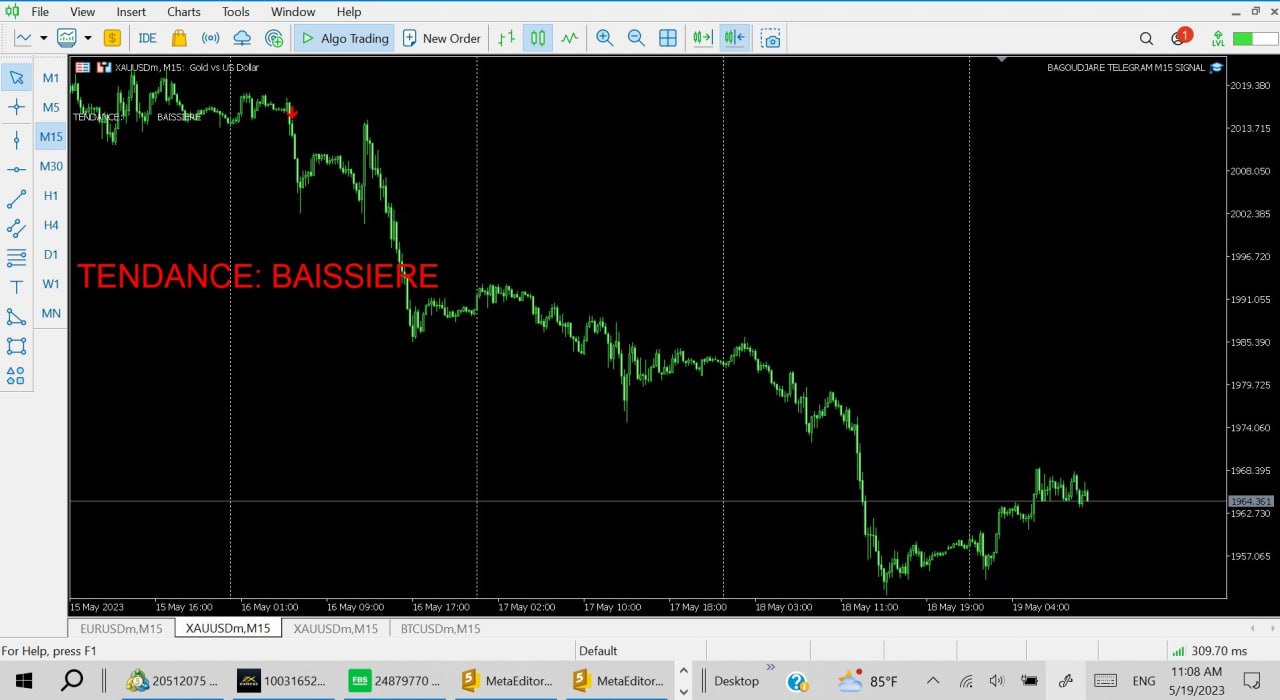 File View Insert Charts Tools Window Help
IDE Algo Trading New Order 1 LVL
M1
M5
M15
M30
H1
H4
D1
W1
MN
XAUUSDm, M15: Gold vs US Dollar
BAGOUDJARE TELEGRAM M15 SIGNAL
TENDANCE: BAISSIERE
TENDANCE: BAISSIERE
2019.380
2013.715
2008.050
2002.385
1996.720
1991.055
1985.390
1979.725
1974.060
1968.395
1964.361
1962.730
1957.065
15 May 2023 15 May 16:00 16 May 01:00 16 May 09:00 16 May 17:00 17 May 02:00 17 May 10:00 17 May 18:00 18 May 03:00 18 May 11:00 18 May 19:00 19 May 04:00
EURUSDm,M15 XAUUSDm,M15 XAUUSDm,M15 BTCUSDm,M15
For Help, press F1 Default 309.70 ms
20512075 ... 10031652... FBS 24879770 ... MetaEditor... MetaEditor... Desktop 85°F ENG 11:08 AM
5/19/2023